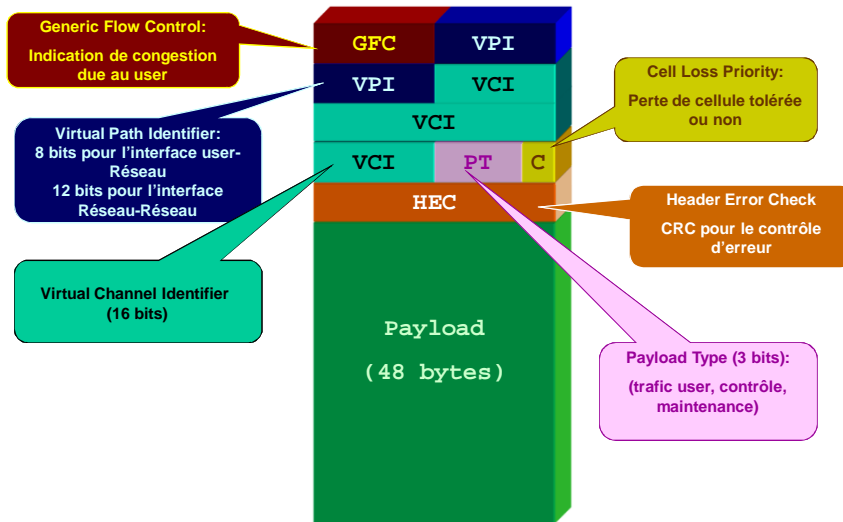 Generic Flow Control:
Indication de congestion
due au user
GFC
VPI
VPI
VCI
Cell Loss Priority:
Perte de cellule tolérée
ou non
VCI
Virtual Path Identifier:
8 bits pour l'interface user-
Réseau
12 bits pour l'interface
Réseau-Réseau
VCI
PT
C
HEC
Header Error Check
CRC pour le contrôle
d'erreur
Virtual Channel Identifier
(16 bits)
Payload
(48 bytes)
Payload Type (3 bits):
(trafic user, contrôle,
maintenance)